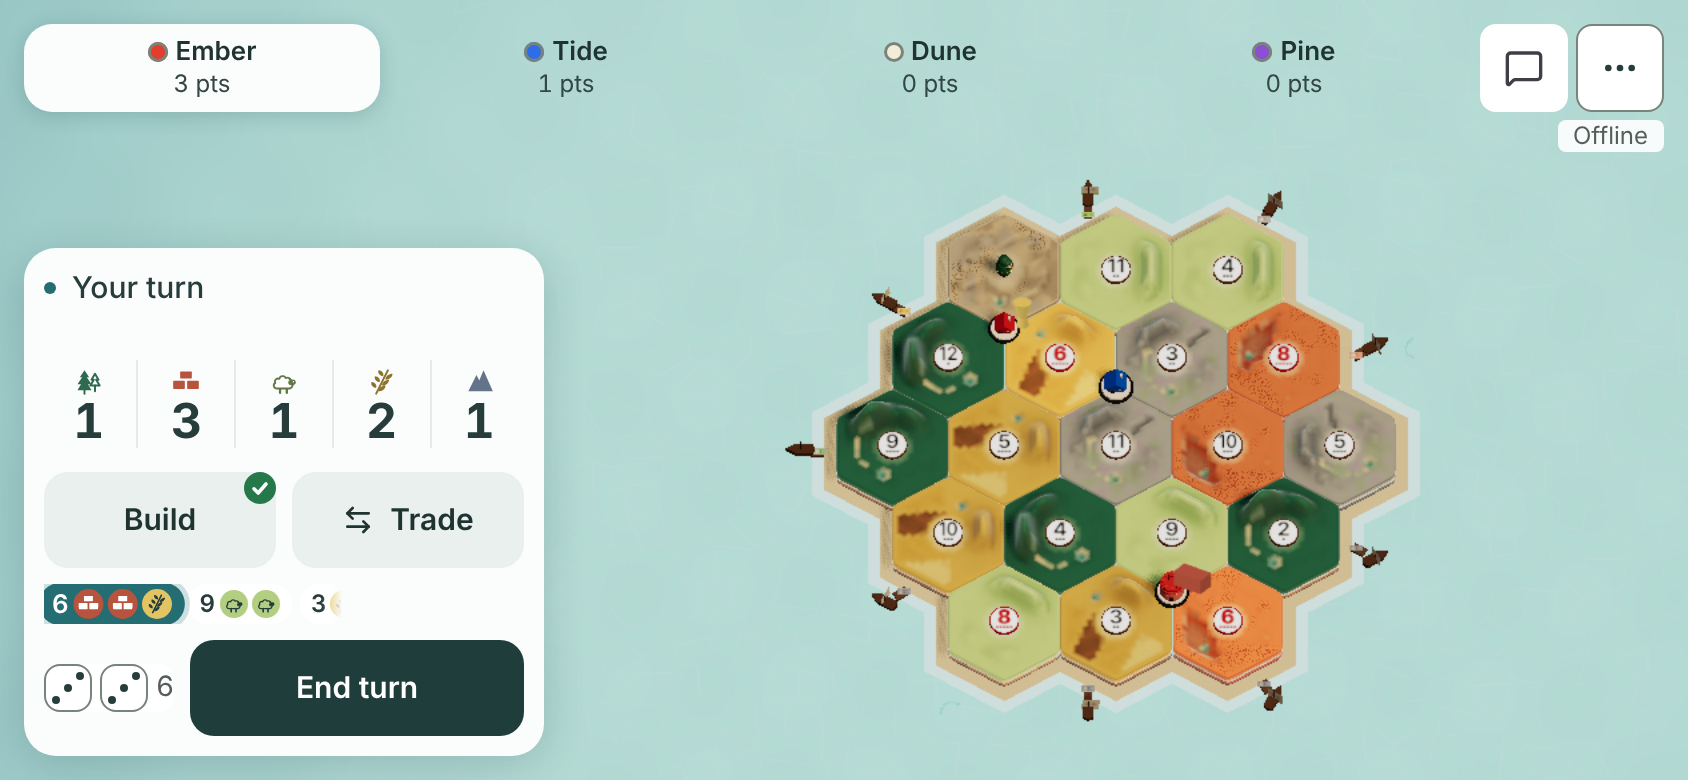 Ember
3 pts
Tide
1 pts
Dune
0 pts
Pine
0 pts
Offline
Your turn
1 3 1 2 1
Build
Trade
6 9 3
6
End turn
11 4
12 6 3 8
9 5 11 10 5
10 4 9 2
8 3 6